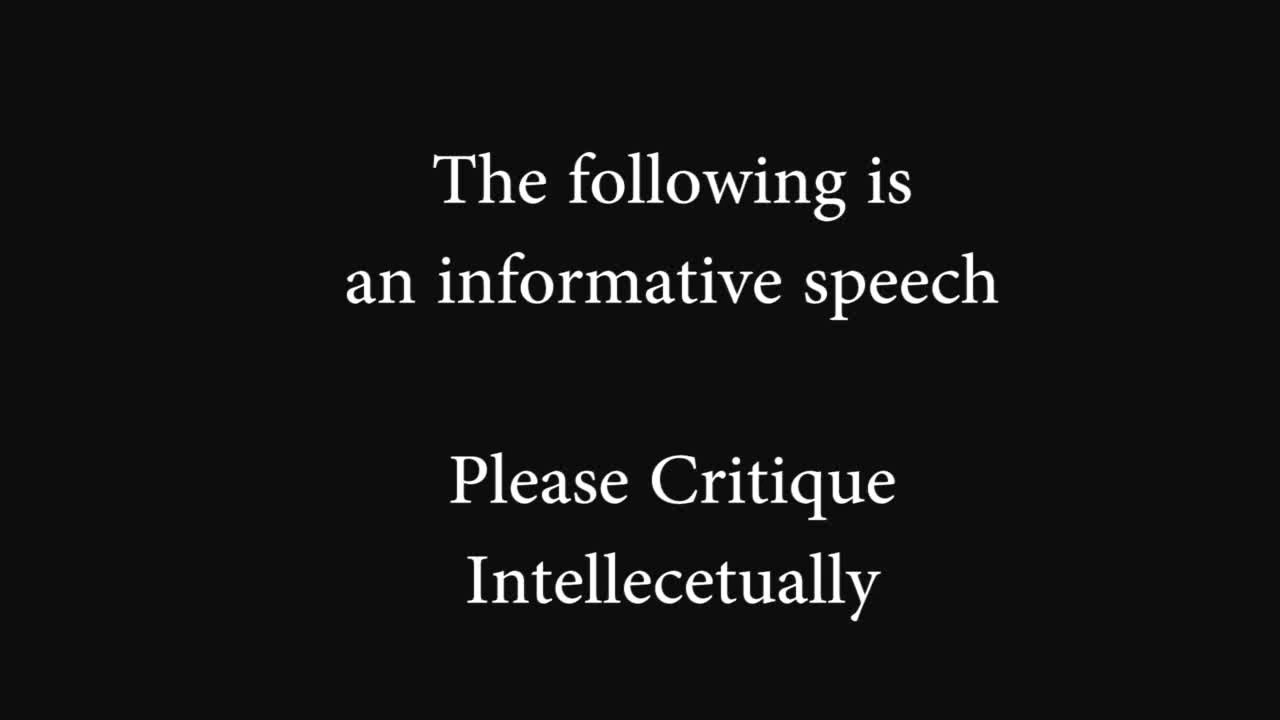 The following is
an informative speech
Please Critique
Intellecetually